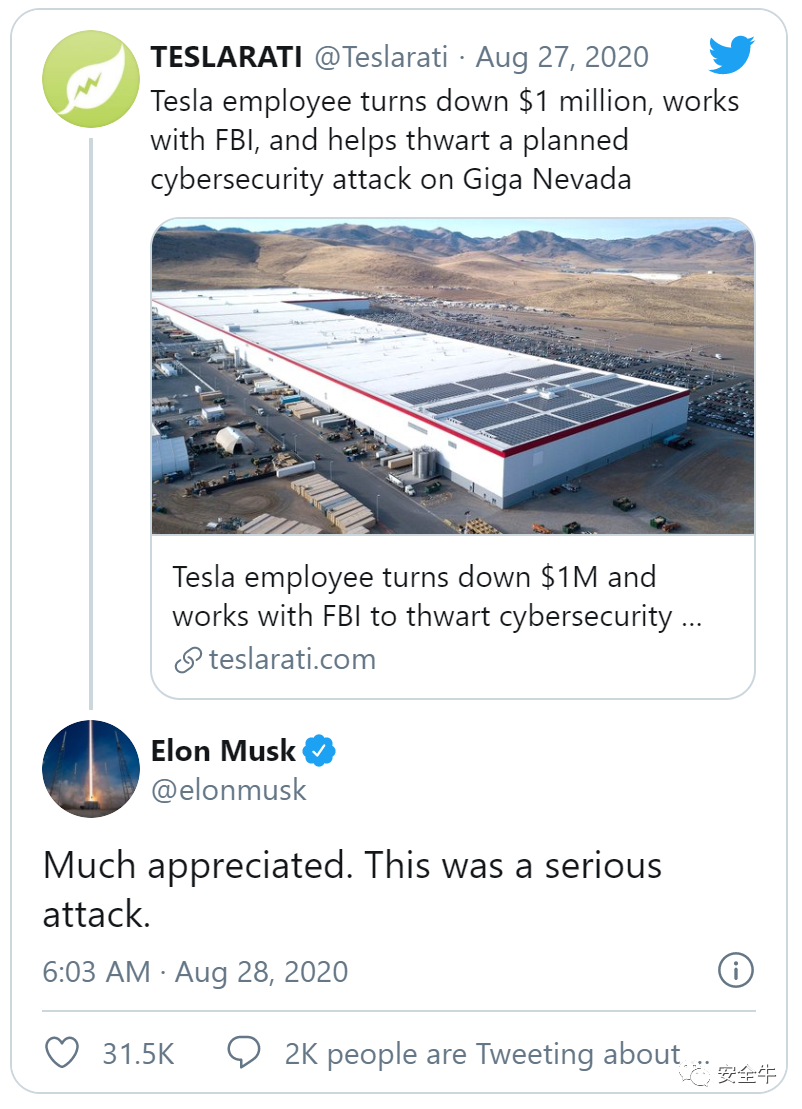 TESLARATI @Teslarati · Aug 27, 2020
Tesla employee turns down $1 million, works
with FBI, and helps thwart a planned
cybersecurity attack on Giga Nevada
Tesla employee turns down $1M and
works with FBI to thwart cybersecurity ...
teslarati.com
Elon Musk
@elonmusk
Much appreciated. This was a serious
attack.
6:03 AM · Aug 28, 2020
31.5K 2K people are Tweeting about ...
安全牛